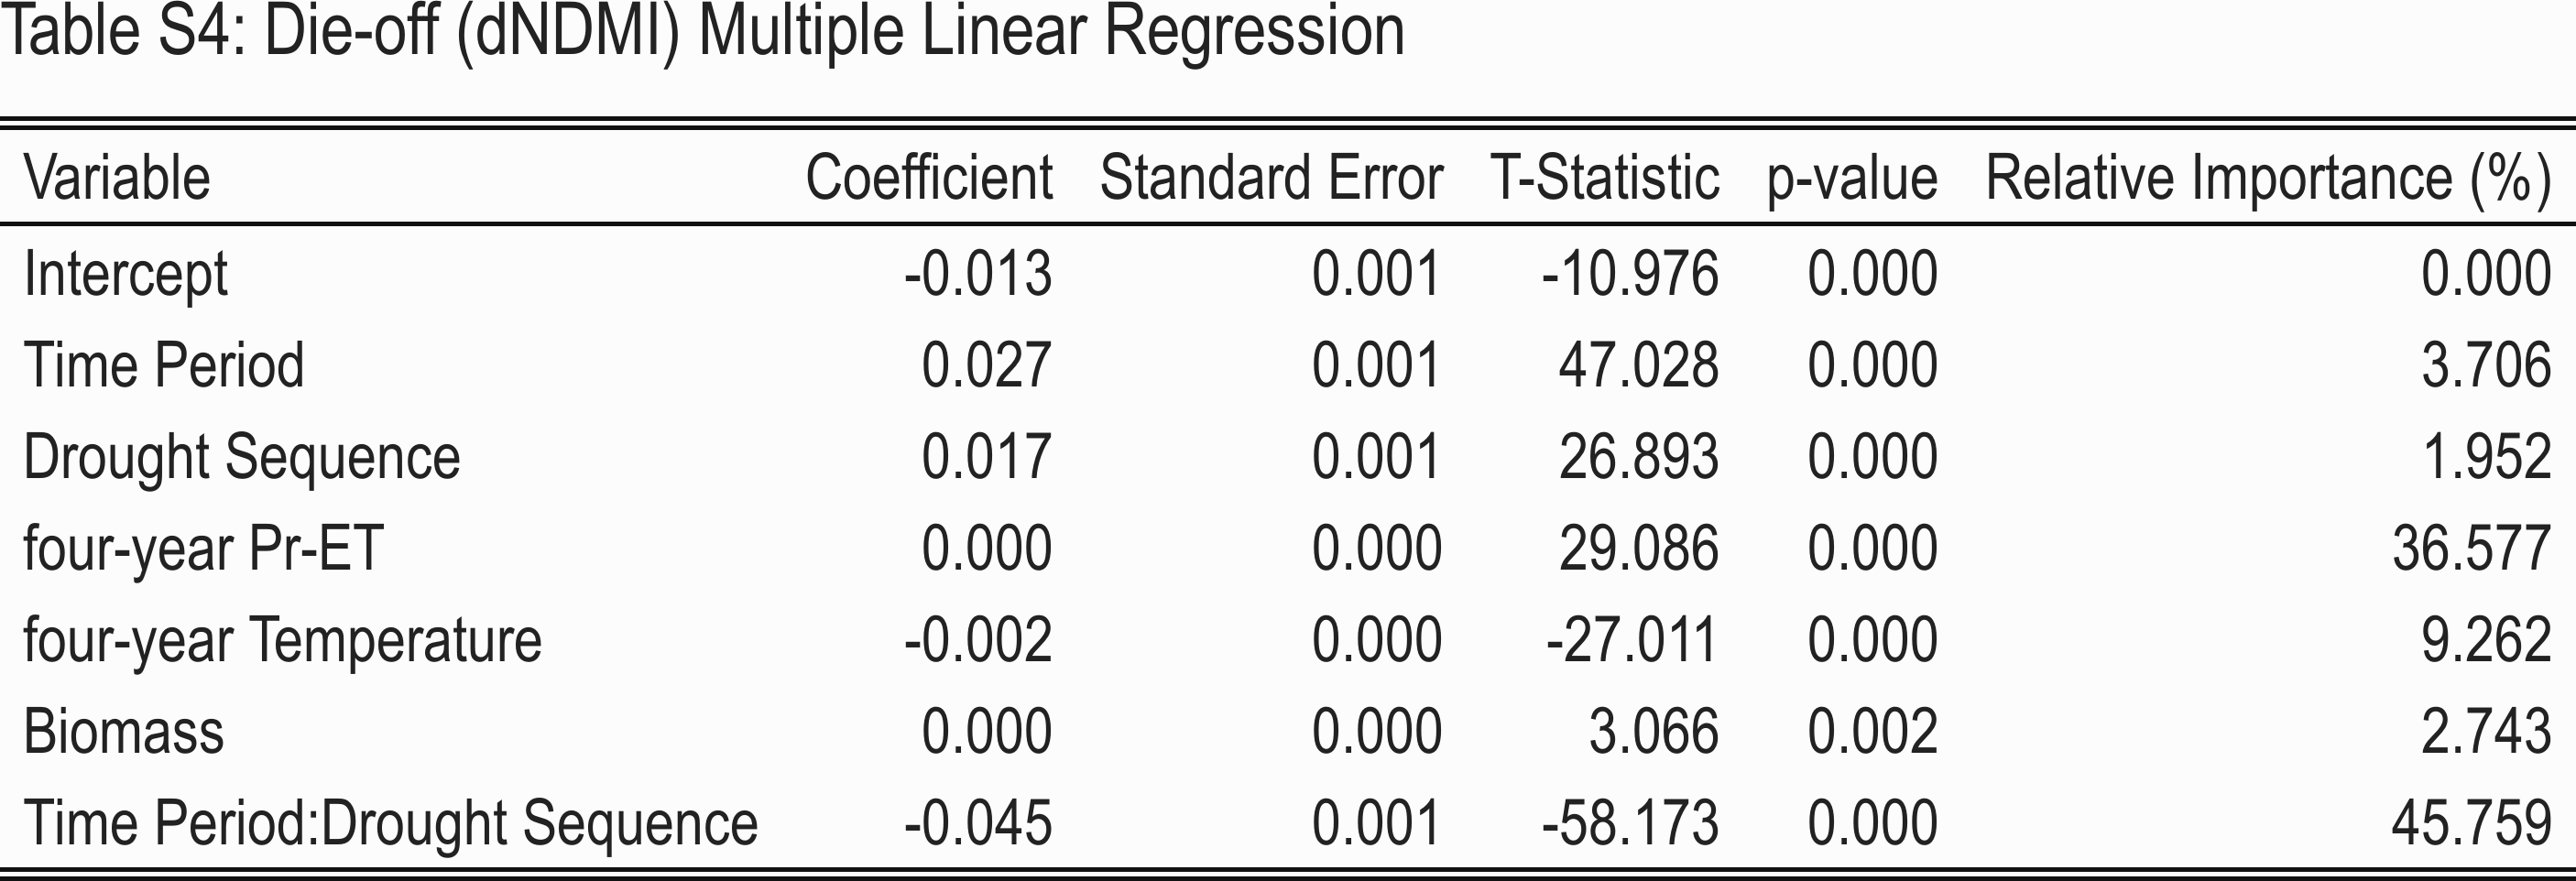 Table S4: Die-off (dNDMI) Multiple Linear Regression
Variable Coefficient Standard Error T-Statistic p-value Relative Importance (%)
Intercept -0.013 0.001 -10.976 0.000 0.000
Time Period 0.027 0.001 47.028 0.000 3.706
Drought Sequence 0.017 0.001 26.893 0.000 1.952
four-year Pr-ET 0.000 0.000 29.086 0.000 36.577
four-year Temperature -0.002 0.000 -27.011 0.000 9.262
Biomass 0.000 0.000 3.066 0.002 2.743
Time Period:Drought Sequence -0.045 0.001 -58.173 0.000 45.759